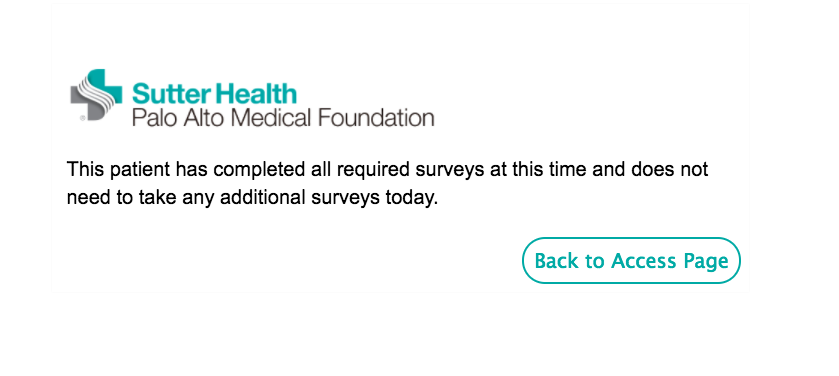 Sutter Health
Palo Alto Medical Foundation
This patient has completed all required surveys at this time and does not
need to take any additional surveys today.
Back to Access Page